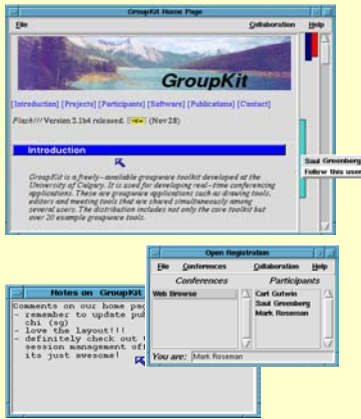 GroupKit Home Page
File Collaboration Help
GroupKit
[Introduction] [Projects] [Participants] [Software] [Publications] [Contact]
Flash!!! Version 3.1b4 released. NEW (Nov 28)
Introduction
GroupKit is a freely-available groupware toolkit developed at the
University of Calgary. It is used for developing real-time conferencing
applications. These are groupware applications such as drawing tools,
editors and meeting tools that are shared simultaneously among
several users. The distribution includes not only the core toolkit but
over 20 example groupware tools.
Saul Greenberg
Follow this user
Open Registration
File Conferences Collaboration Help
Conferences Participants
Web Browse
Carl Gutwin
Saul Greenberg
Mark Roseman
You are: Mark Roseman
Notes on GroupKit
Comments on our home pag
- remember to update pub
chi (sg)
- love the layout!!!
- definitely check out t
session management off
its just awesome!